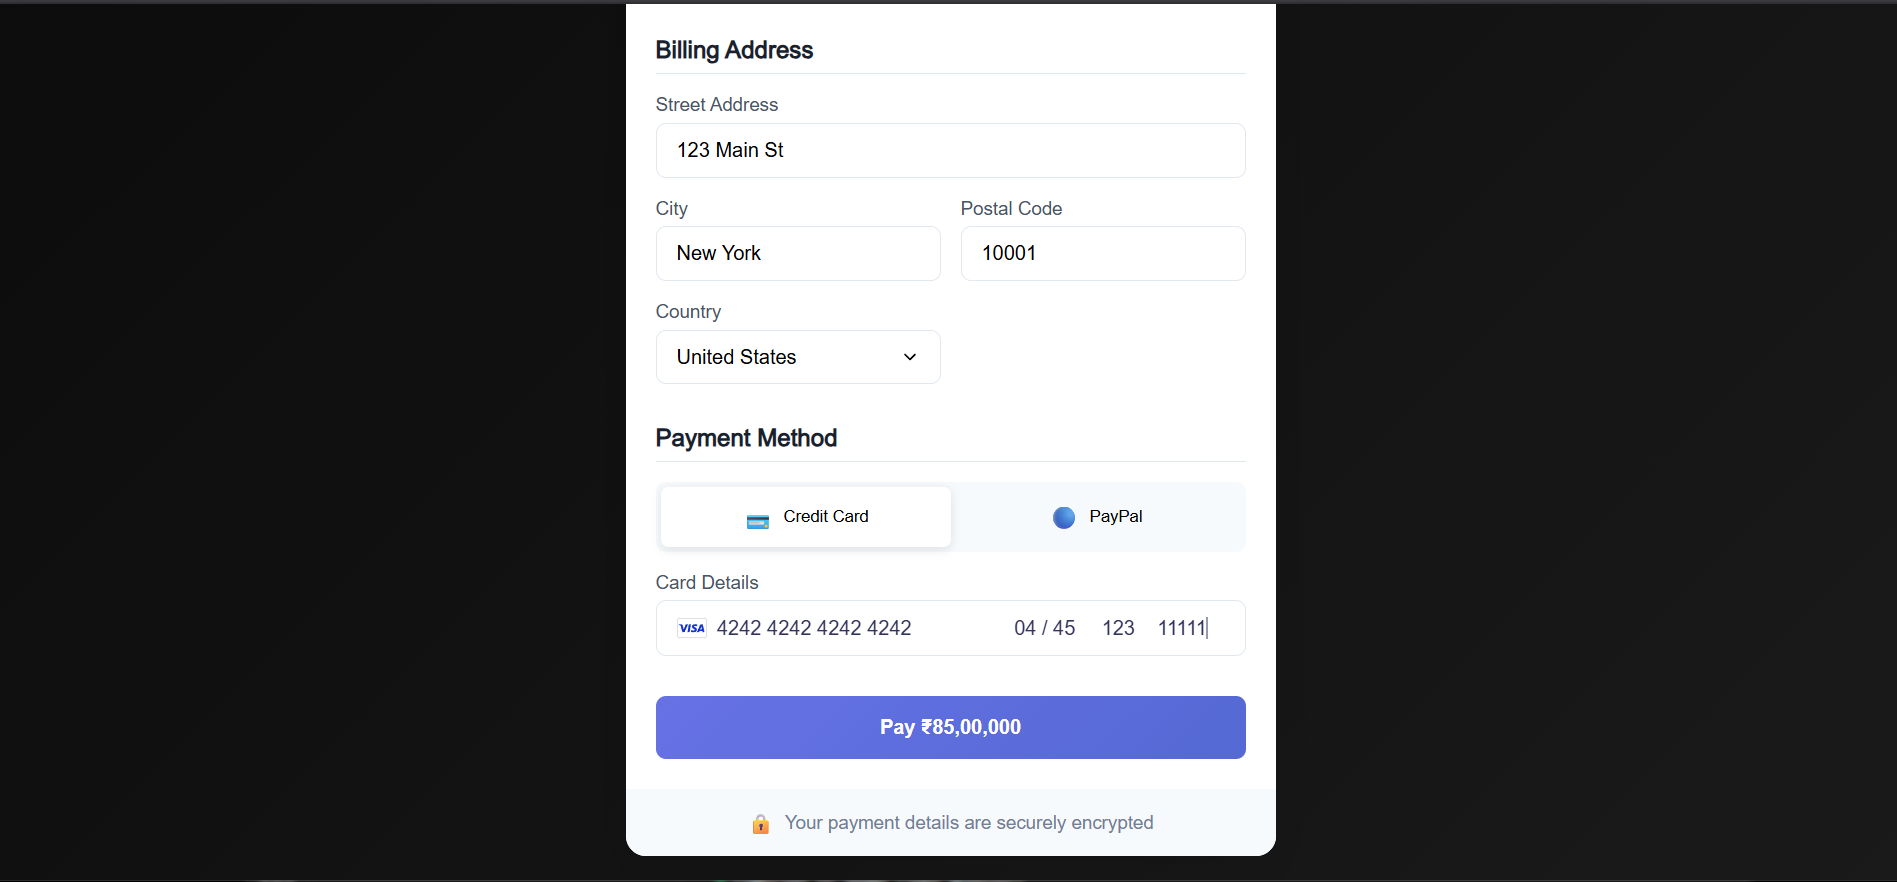 Billing Address
Street Address
123 Main St
City
Postal Code
New York
10001
Country
United States
Payment Method
Credit Card
PayPal
Card Details
VISA 4242 4242 4242 4242 04 / 45 123 11111
Pay ₹85,00,000
Your payment details are securely encrypted